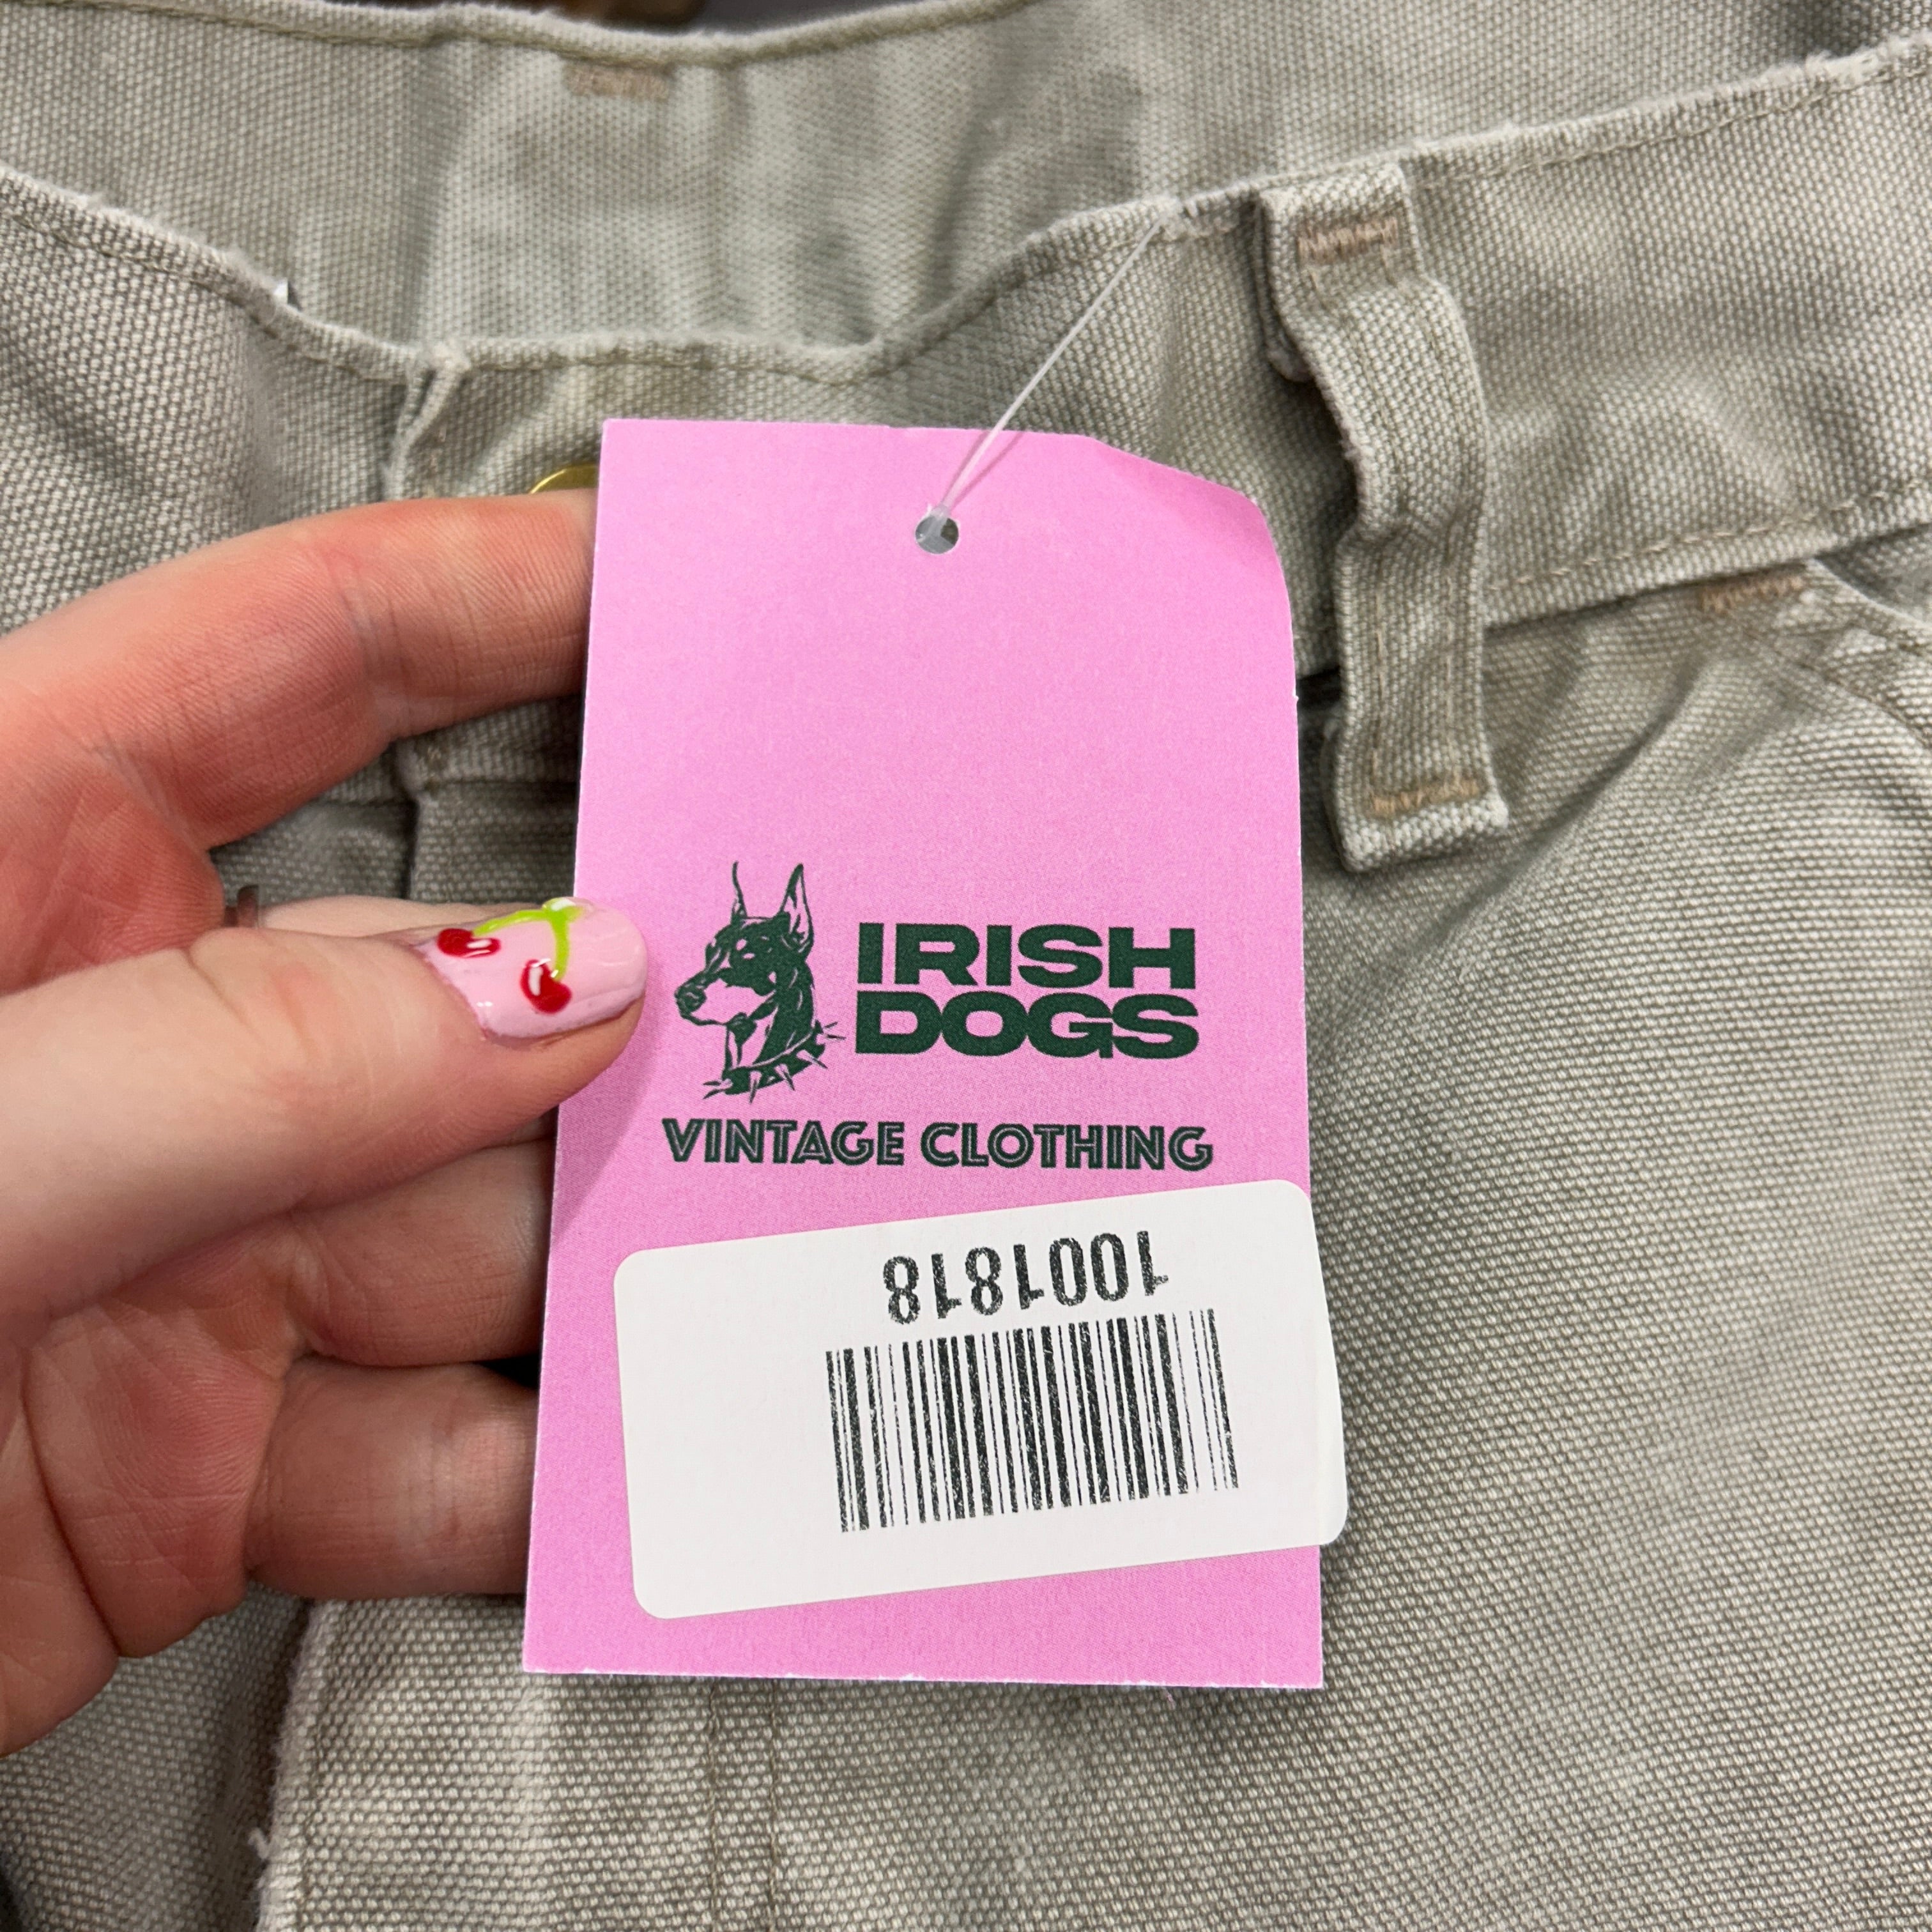 IRISH
DOGS
VINTAGE CLOTHING
1001818